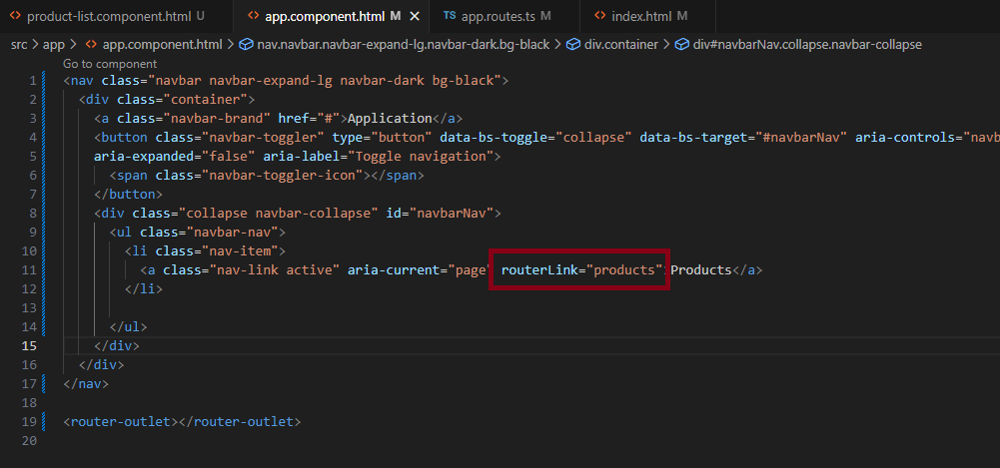 product-list.component.html U app.component.html M TS app.routes.ts M index.html M
src > app > app.component.html > nav.navbar.navbar-expand-lg.navbar-dark.bg-black > div.container > div#navbarNav.collapse.navbar-collapse
Go to component
1 <nav class="navbar navbar-expand-lg navbar-dark bg-black">
2 <div class="container">
3 <a class="navbar-brand" href="#">Application</a>
4 <button class="navbar-toggler" type="button" data-bs-toggle="collapse" data-bs-target="#navbarNav" aria-controls="navb
5 aria-expanded="false" aria-label="Toggle navigation">
6 <span class="navbar-toggler-icon"></span>
7 </button>
8 <div class="collapse navbar-collapse" id="navbarNav">
9 <ul class="navbar-nav">
10 <li class="nav-item">
11 <a class="nav-link active" aria-current="page" routerLink="products">Products</a>
12 </li>
13
14 </ul>
15 </div>
16 </div>
17 </nav>
18
19 <router-outlet></router-outlet>
20